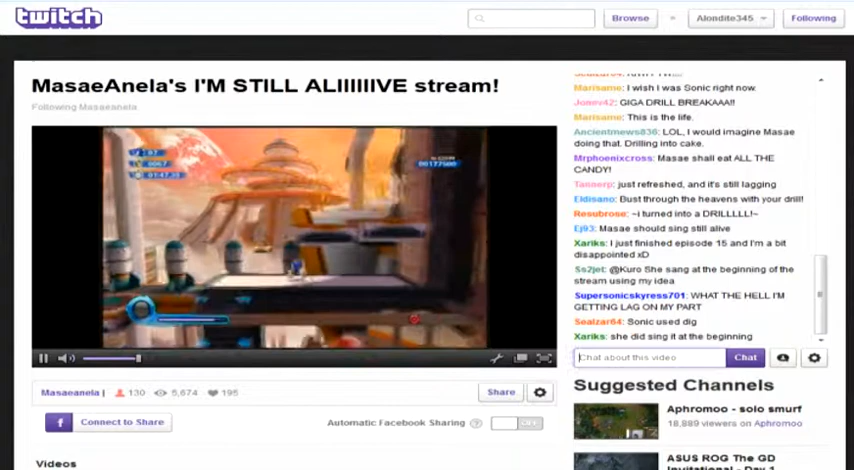 twitch
Browse
Alondite345
Following
MasaeAnela's I'M STILL ALIIIIIIVE stream!
Following Masaeanela
Marisame: I wish I was Sonic right now.
GIGA DRILL BREAKAAA!!
Marisame: This is the life.
Ancientmews836: LOL, I would imagine Masae
doing that. Drilling into cake.
Mrphoenixcross: Masae shall eat ALL THE
CANDY!
Tannerp: just refreshed, and it's still lagging
Eldisano: Bust through the heavens with your drill!
Resubrose: ~i turned into a DRILLLLL!~
Ej93: Masae should sing still alive
Xariks: I just finished episode 15 and I'm a bit
disappointed xD
Ss2jet: @Kuro She sang at the beginning of the
stream using my idea
Supersonicskyress701: WHAT THE HELL I'M
GETTING LAG ON MY PART
Sealzar64: Sonic used dig
Xariks: she did sing it at the beginning
Chat about this video
Chat
Masaeanela | 130 5,674 195
Share
f Connect to Share
Automatic Facebook Sharing ? OFF
Suggested Channels
Aphromoo - solo smurf
18,889 viewers on Aphromoo
ASUS ROG The GD
Invitational - Day 1
Videos